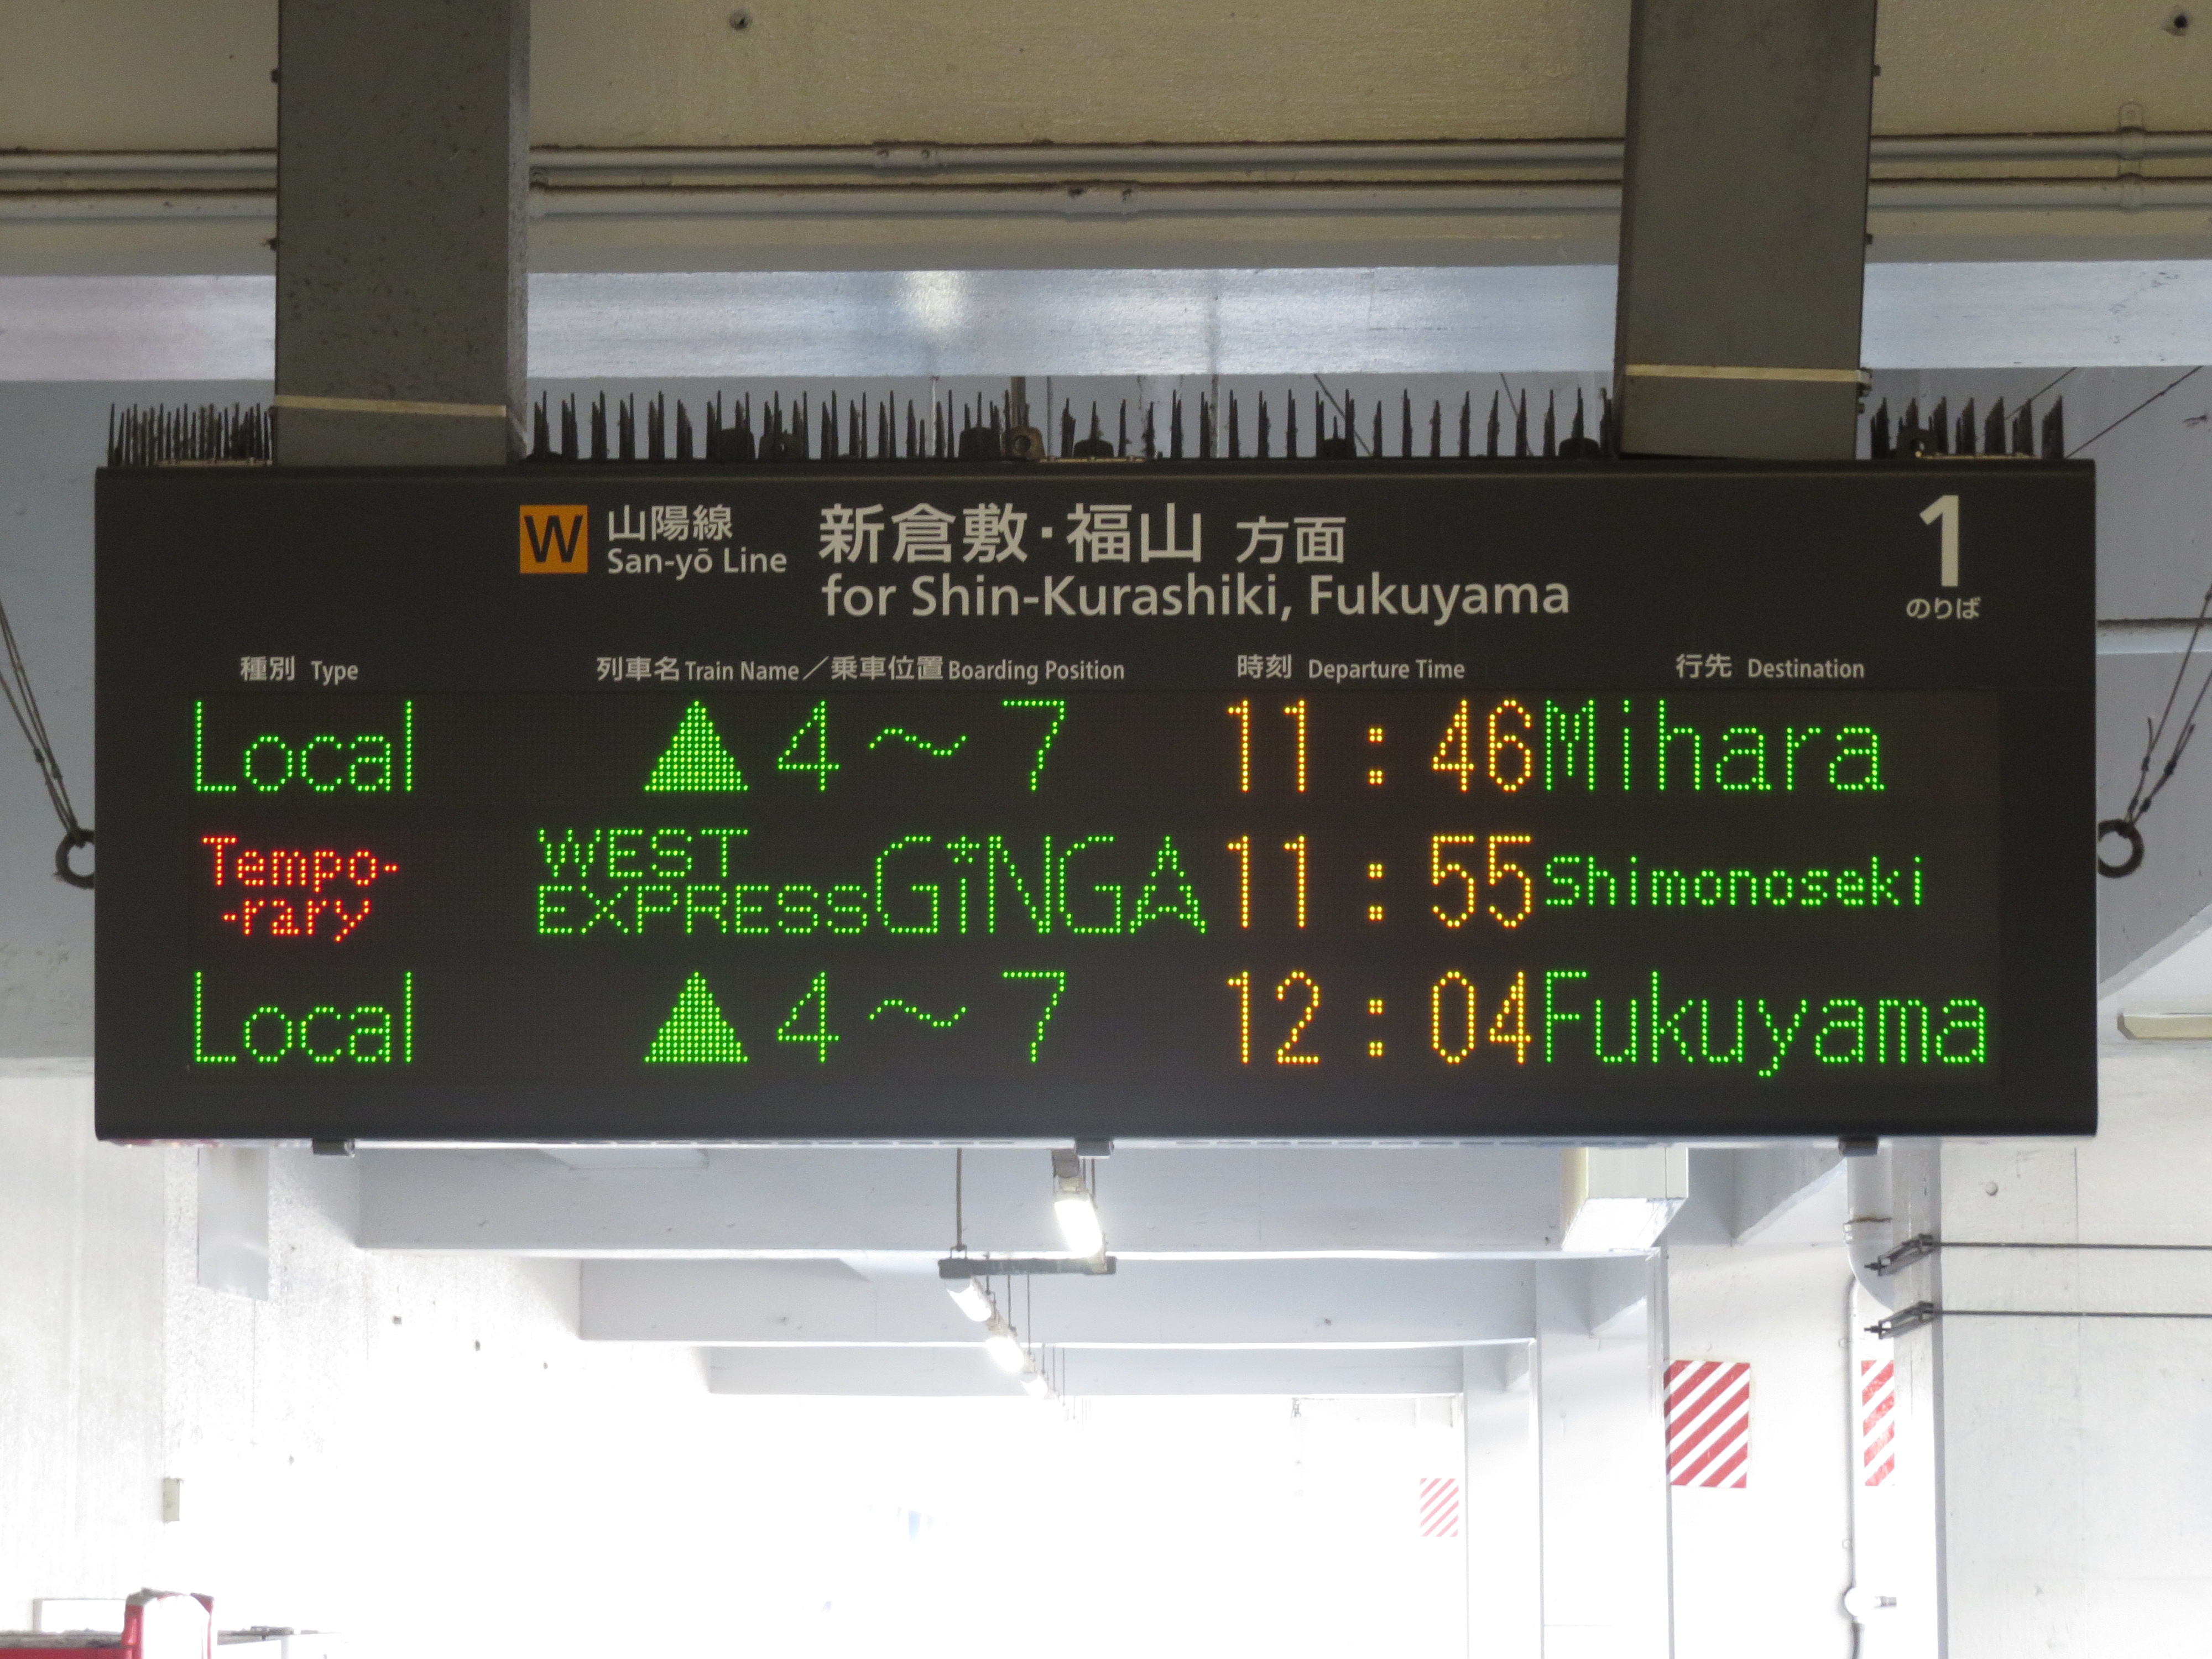 W 山陽線 新倉敷・福山 方面 1
San-yō Line for Shin-Kurashiki, Fukuyama のりば
種別 Type 列車名 Train Name／乗車位置 Boarding Position 時刻 Departure Time 行先 Destination
Local ▲4～7 11:46 Mihara
Tempo- WEST
-rary EXPRESS GiNGA 11:55 Shimonoseki
Local ▲4～7 12:04 Fukuyama